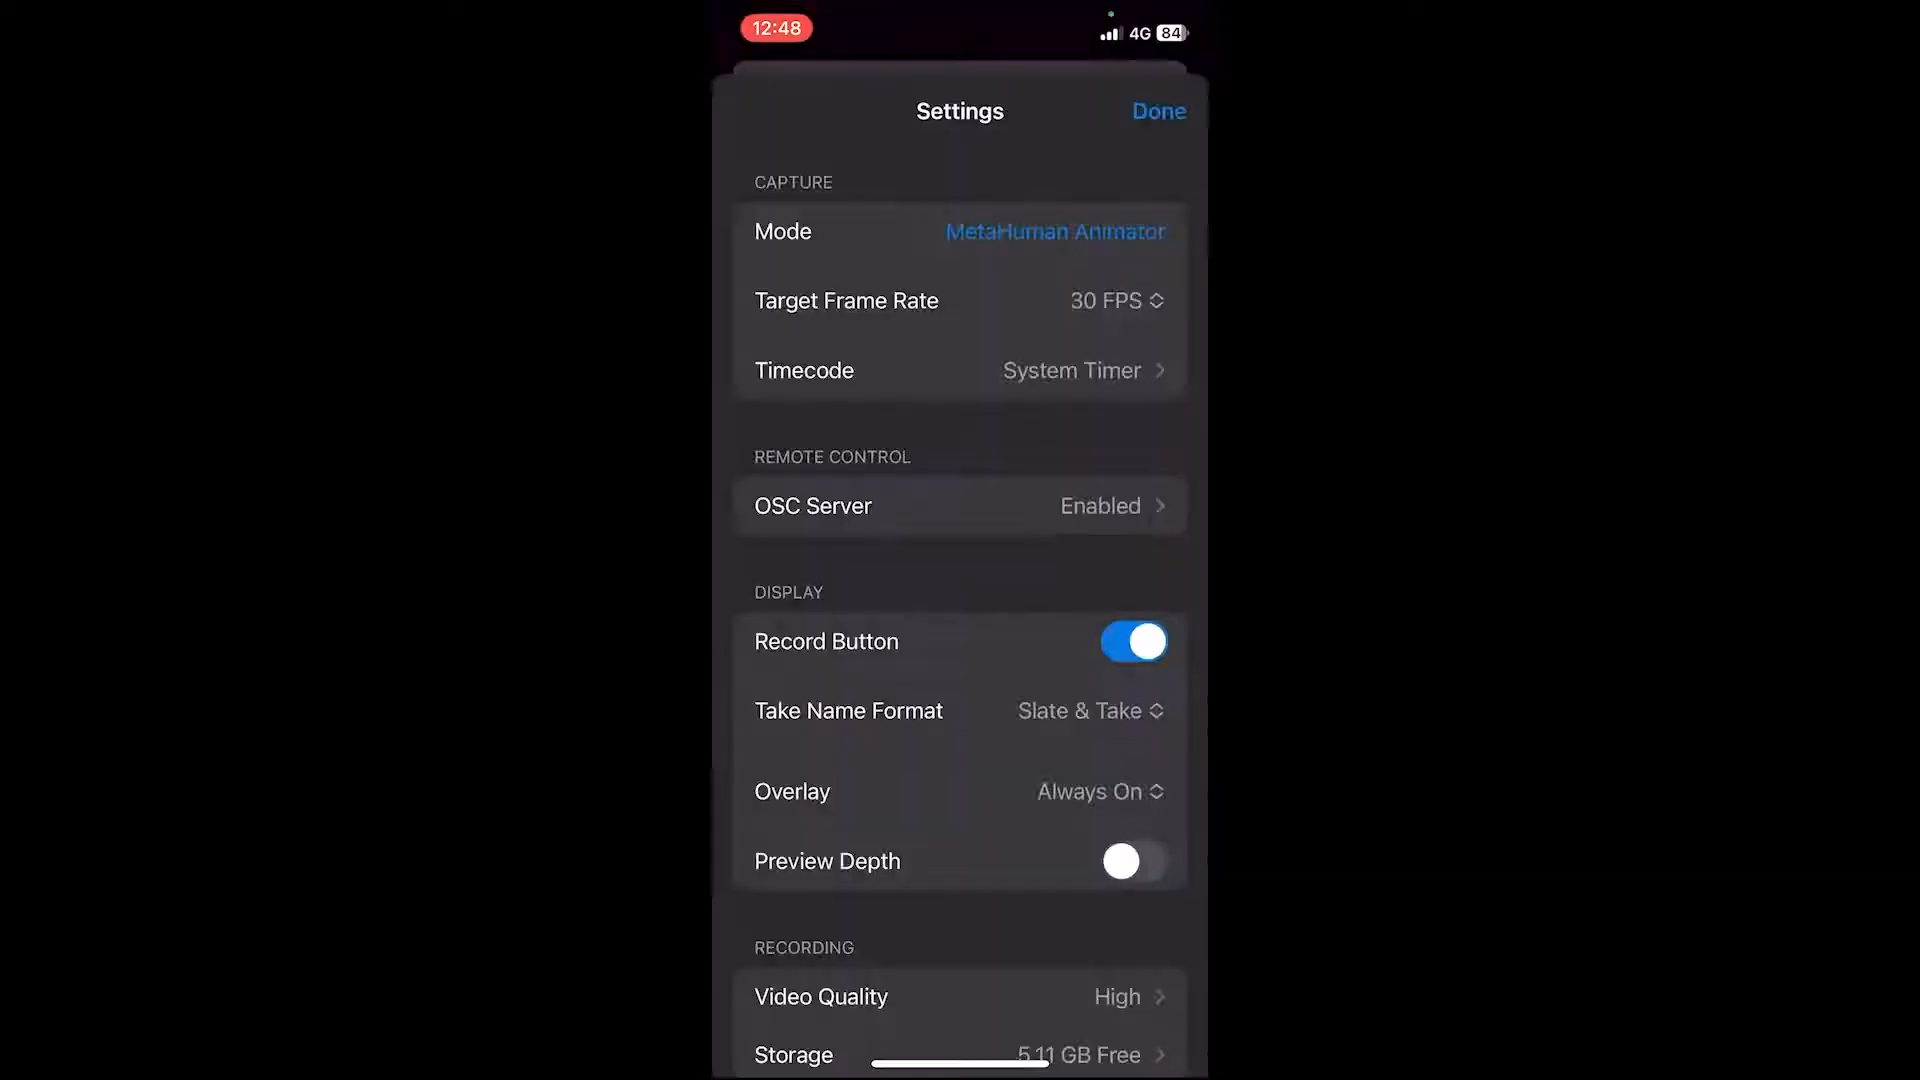 12:48
4G 84
Settings
Done
CAPTURE
Mode MetaHuman Animator
Target Frame Rate 30 FPS
Timecode System Timer
REMOTE CONTROL
OSC Server Enabled
DISPLAY
Record Button
Take Name Format Slate & Take
Overlay Always On
Preview Depth
RECORDING
Video Quality High
Storage 5.11 GB Free